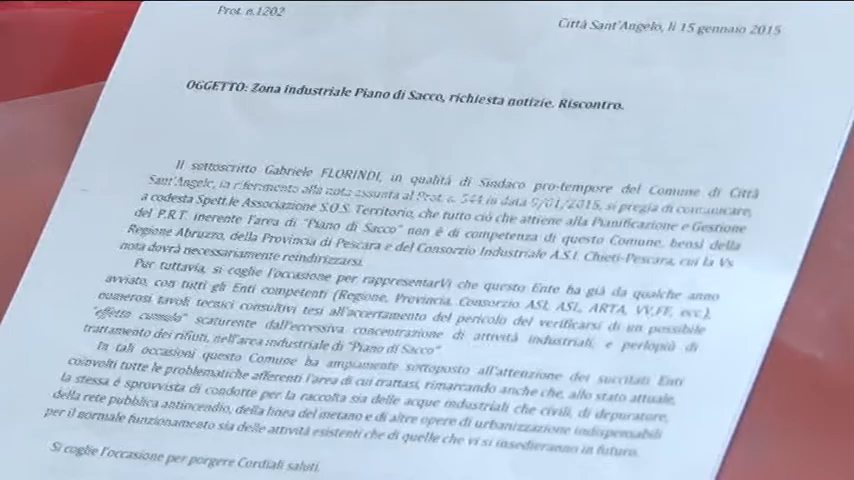 Prot. n.1202
Città Sant'Angelo, lì 15 gennaio 2015
OGGETTO: Zona industriale Piano di Sacco, richiesta notizie. Riscontro.
Il sottoscritto Gabriele FLORINDI, in qualità di Sindaco pro-tempore del Comune di Città
Sant'Angelo, in riferimento alla nota assunta al Prot. n. 544 in data 9/01/2015, si pregia di comunicare,
a codesta Spett.le Associazione S.O.S. Territorio, che tutto ciò che attiene alla Pianificazione e Gestione
del P.R.T. inerente l'area di "Piano di Sacco" non è di competenza di questo Comune, bensì della
Regione Abruzzo, della Provincia di Pescara e del Consorzio Industriale A.S.I. Chieti-Pescara, cui la Vs
nota dovrà necessariamente reindirizzarsi.
Pur tuttavia, si coglie l'occasione per rappresentarVi che questo Ente ha già da qualche anno
avviato, con tutti gli Enti competenti (Regione, Provincia, Consorzio ASI, ASL, ARTA, VV.FF, ecc.),
numerosi tavoli tecnici consultivi tesi all'accertamento del pericolo del verificarsi di un possibile
"effetto cumulo" scaturente dall'eccessiva concentrazione di attività industriali, e perlopiù di
trattamento dei rifiuti, nell'area industriale di "Piano di Sacco"
In tali occasioni questo Comune ha ampiamente sottoposto all'attenzione dei succitati Enti
coinvolti tutte le problematiche afferenti l'area di cui trattasi, rimarcando anche che, allo stato attuale,
la stessa è sprovvista di condotte per la raccolta sia delle acque industriali che civili, di depuratore,
della rete pubblica antincendio, della linea del metano e di altre opere di urbanizzazione indispensabili
per il normale funzionamento sia delle attività esistenti che di quelle che vi si insedieranno in futuro.
Si coglie l'occasione per porgere Cordiali saluti.